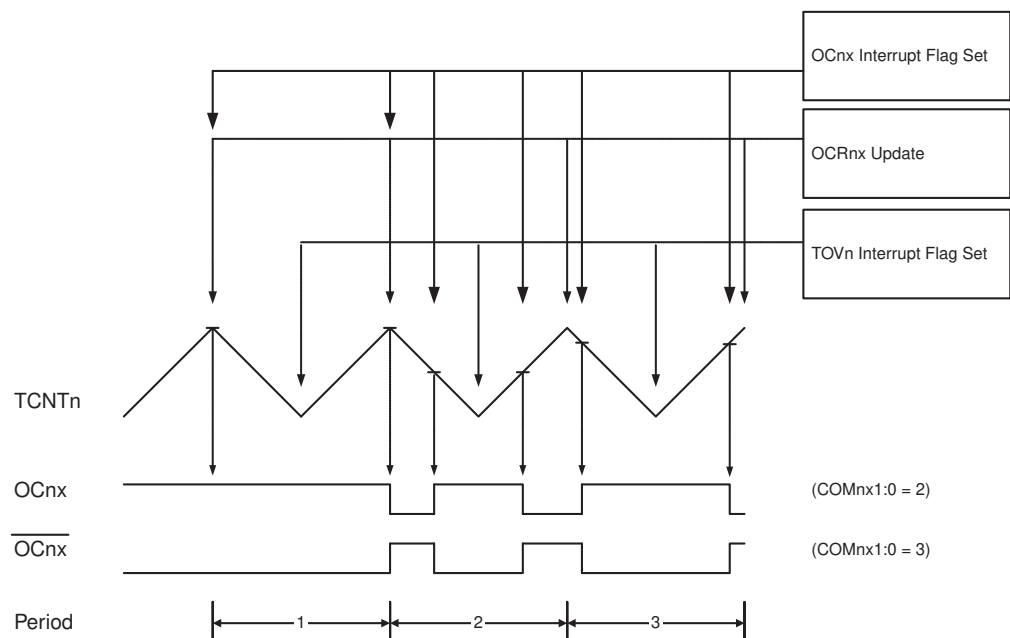 OCnx Interrupt Flag Set
OCRnx Update
TOVn Interrupt Flag Set
TCNTn
OCnx
(COMnx1:0 = 2)
OCnx
(COMnx1:0 = 3)
Period
1
2
3